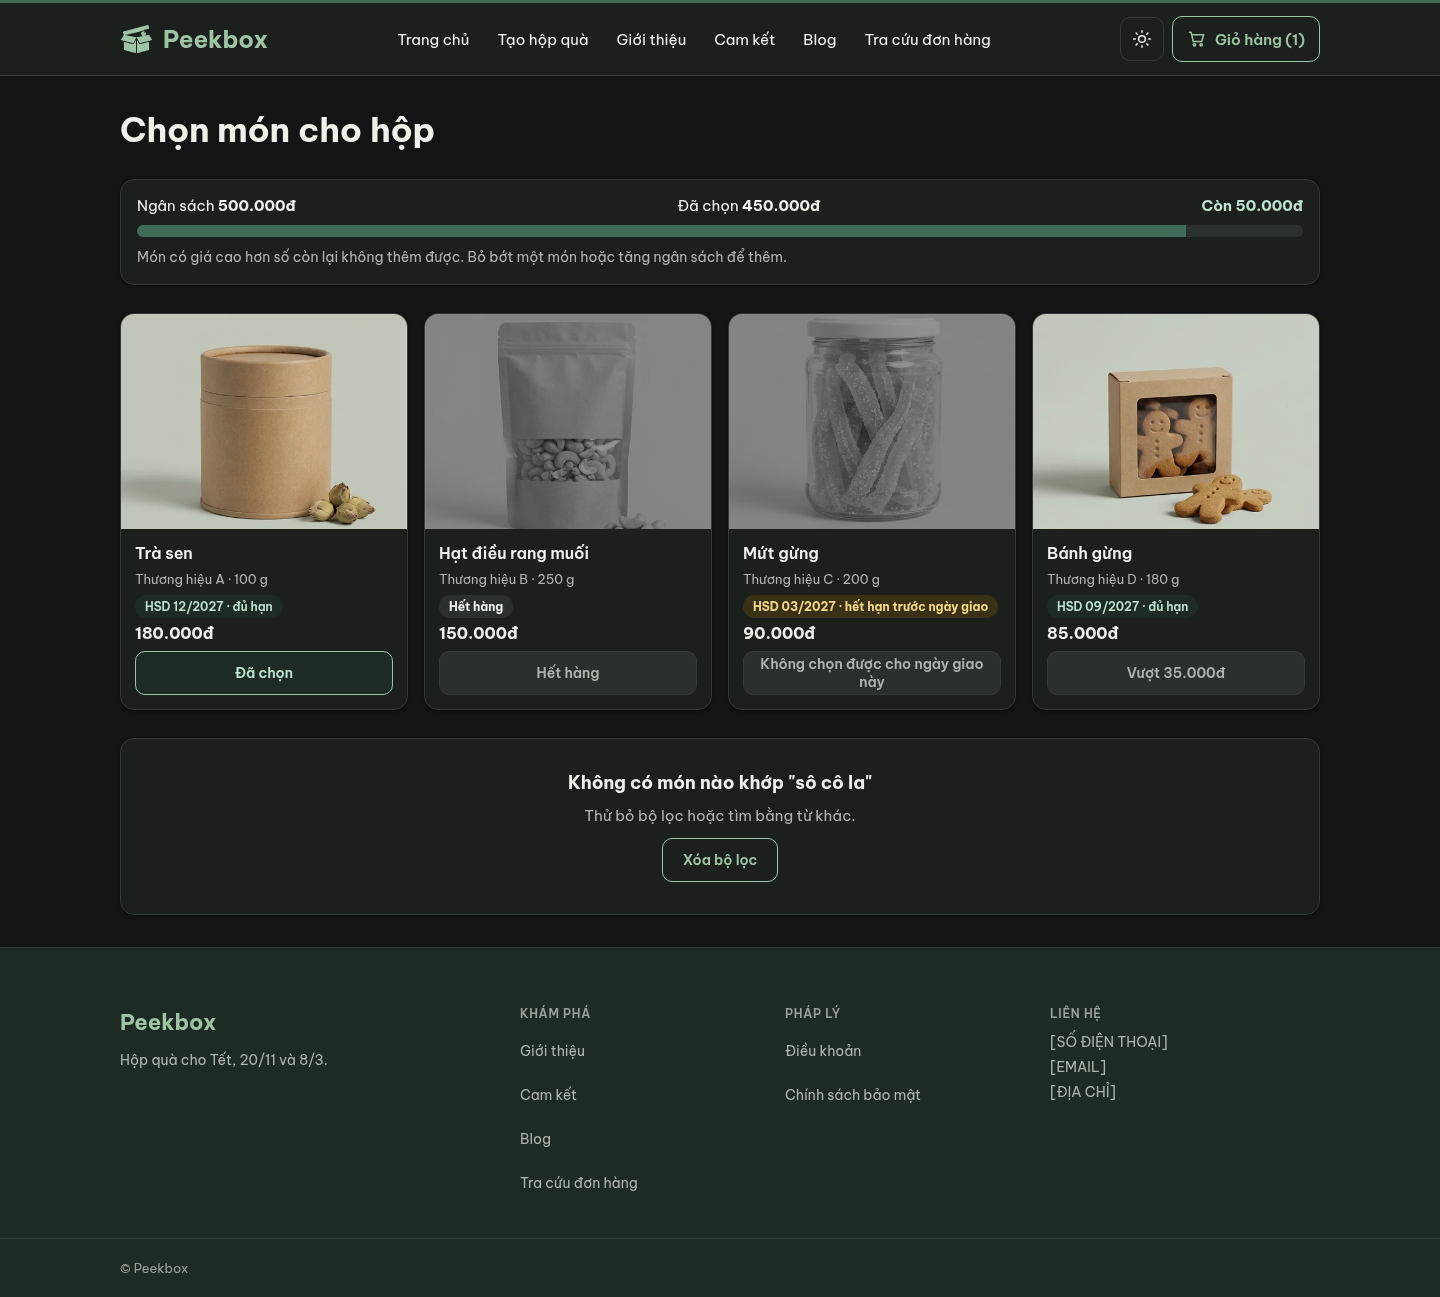 Peekbox
Trang chủ
Tạo hộp quà
Giới thiệu
Cam kết
Blog
Tra cứu đơn hàng
Giỏ hàng (1)
Chọn món cho hộp
Ngân sách 500.000đ
Đã chọn 450.000đ
Còn 50.000đ
Món có giá cao hơn số còn lại không thêm được. Bỏ bớt một món hoặc tăng ngân sách để thêm.
Trà sen
Thương hiệu A · 100 g
HSD 12/2027 · đủ hạn
180.000đ
Đã chọn
Hạt điều rang muối
Thương hiệu B · 250 g
Hết hàng
150.000đ
Hết hàng
Mứt gừng
Thương hiệu C · 200 g
HSD 03/2027 · hết hạn trước ngày giao
90.000đ
Không chọn được cho ngày giao
này
Bánh gừng
Thương hiệu D · 180 g
HSD 09/2027 · đủ hạn
85.000đ
Vượt 35.000đ
Không có món nào khớp "sô cô la"
Thử bỏ bộ lọc hoặc tìm bằng từ khác.
Xóa bộ lọc
Peekbox
Hộp quà cho Tết, 20/11 và 8/3.
KHÁM PHÁ
Giới thiệu
Cam kết
Blog
Tra cứu đơn hàng
PHÁP LÝ
Điều khoản
Chính sách bảo mật
LIÊN HỆ
[SỐ ĐIỆN THOẠI]
[EMAIL]
[ĐỊA CHỈ]
© Peekbox